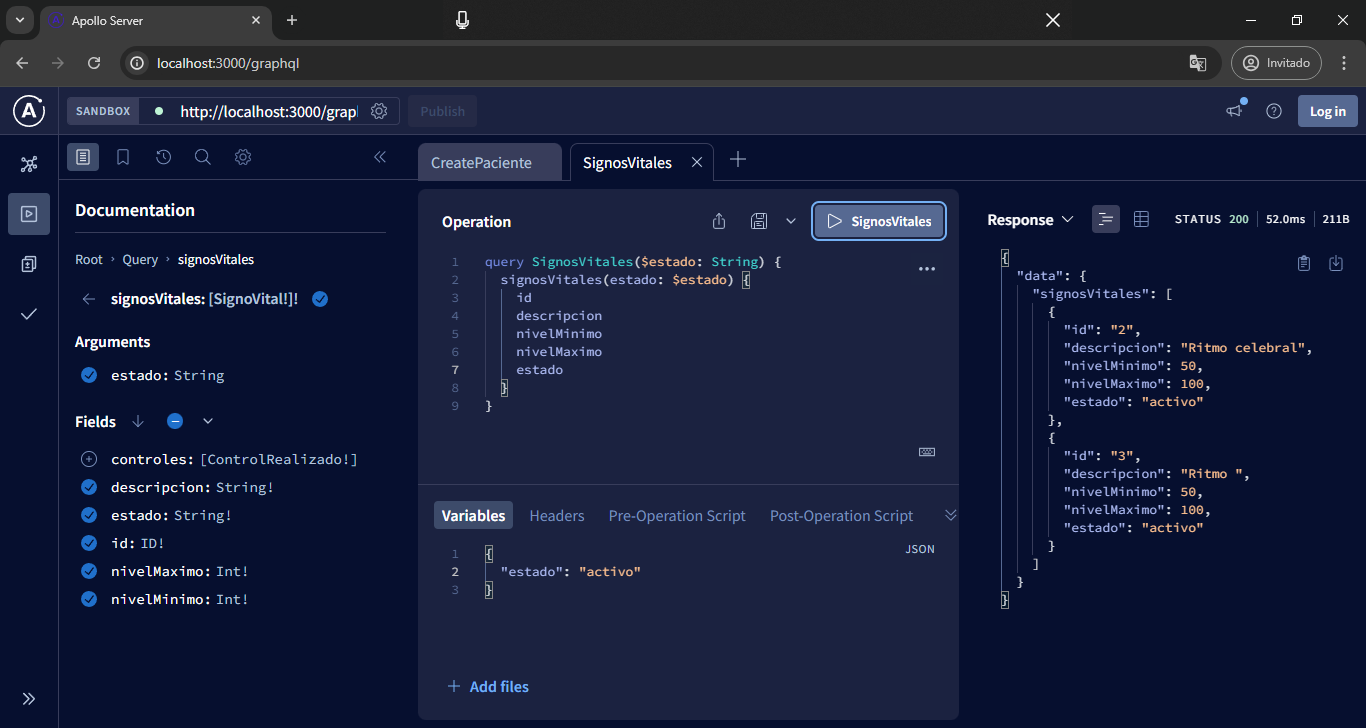 Apollo Server
localhost:3000/graphql
Invitado
SANDBOX
http://localhost:3000/grap
Publish
Log in
Documentation
Root › Query › signosVitales
signosVitales: [SignoVital!]!
Arguments
estado: String
Fields
controles: [ControlRealizado!]
descripcion: String!
estado: String!
id: ID!
nivelMaximo: Int!
nivelMinimo: Int!
CreatePaciente
SignosVitales
Operation
SignosVitales
1 query SignosVitales($estado: String) {
2 signosVitales(estado: $estado) {
3 id
4 descripcion
5 nivelMinimo
6 nivelMaximo
7 estado
8 }
9 }
Variables Headers Pre-Operation Script Post-Operation Script
JSON
1 {
2 "estado": "activo"
3 }
Add files
Response
STATUS 200 52.0ms 211B
{
"data": {
"signosVitales": [
{
"id": "2",
"descripcion": "Ritmo celebral",
"nivelMinimo": 50,
"nivelMaximo": 100,
"estado": "activo"
},
{
"id": "3",
"descripcion": "Ritmo ",
"nivelMinimo": 50,
"nivelMaximo": 100,
"estado": "activo"
}
]
}
}